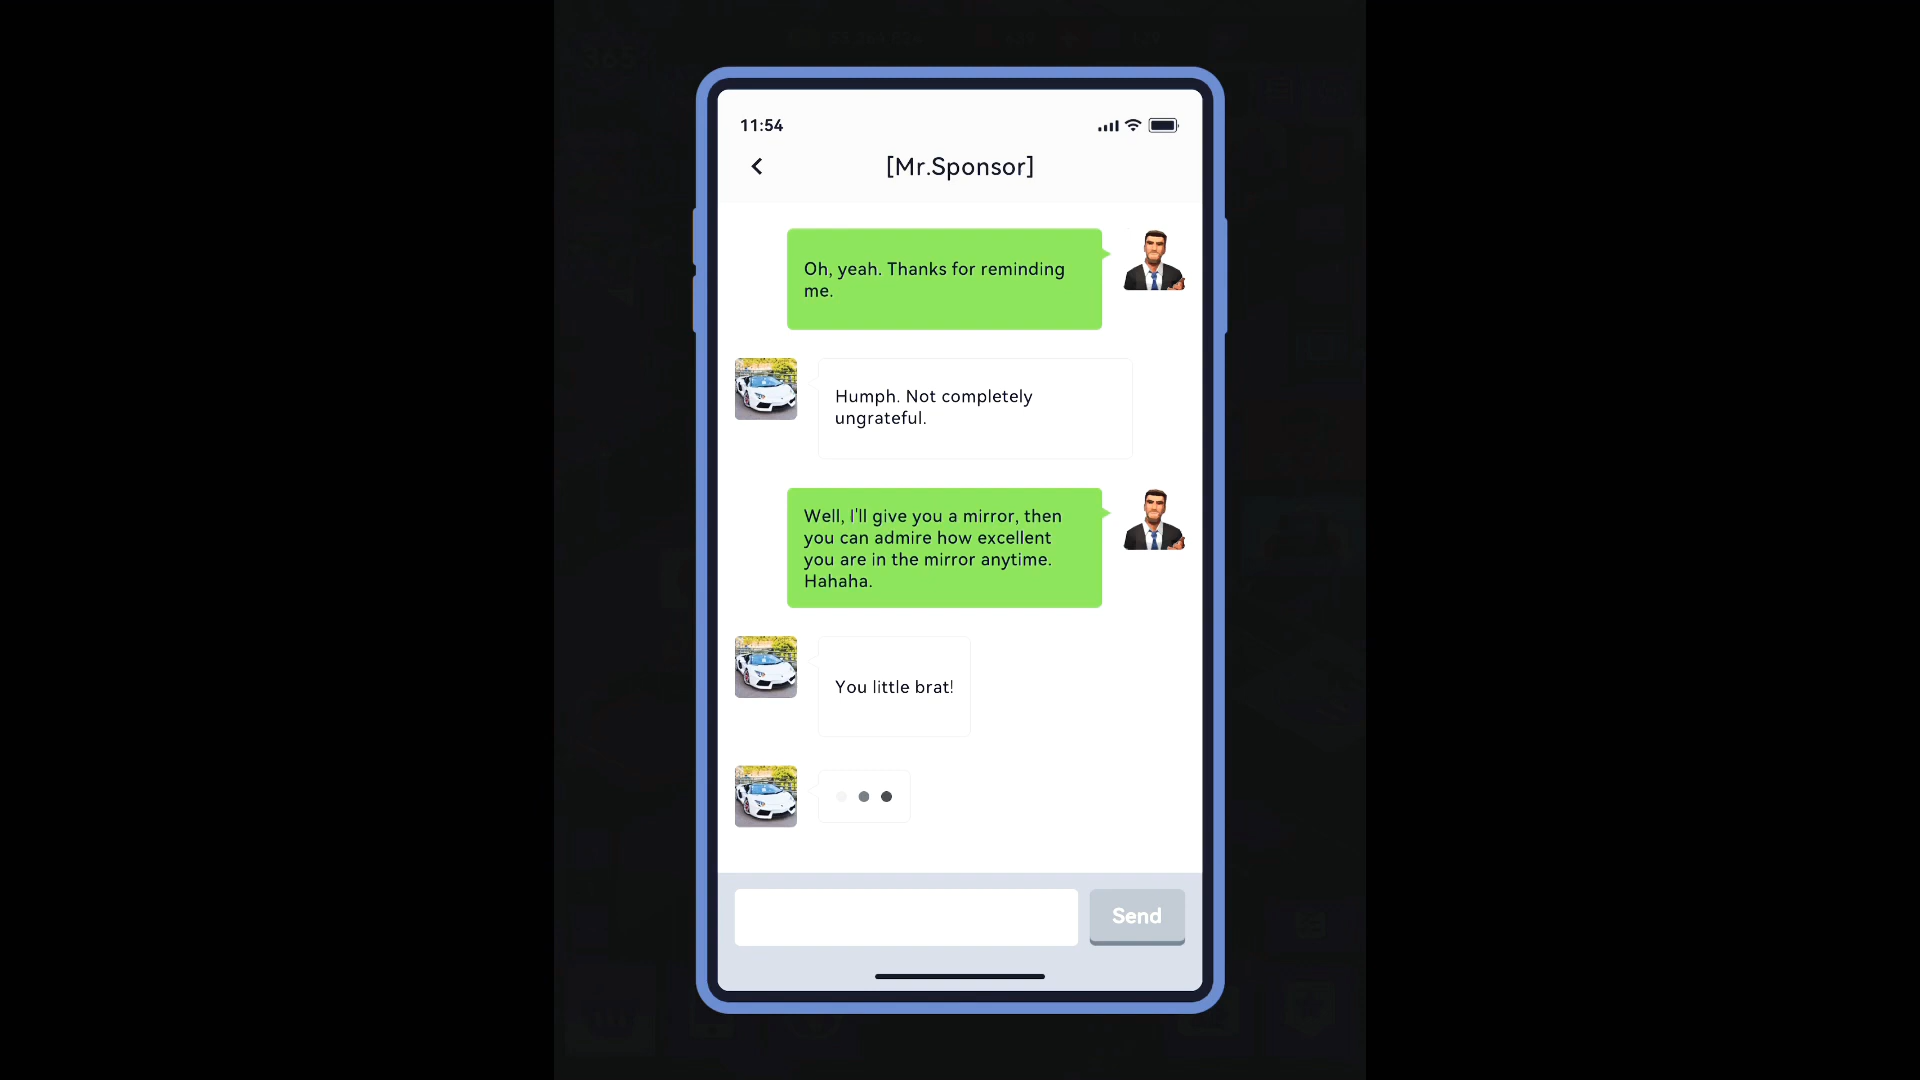 11:54
[Mr.Sponsor]
Oh, yeah. Thanks for reminding
me.
Humph. Not completely
ungrateful.
Well, I'll give you a mirror, then
you can admire how excellent
you are in the mirror anytime.
Hahaha.
You little brat!
Send